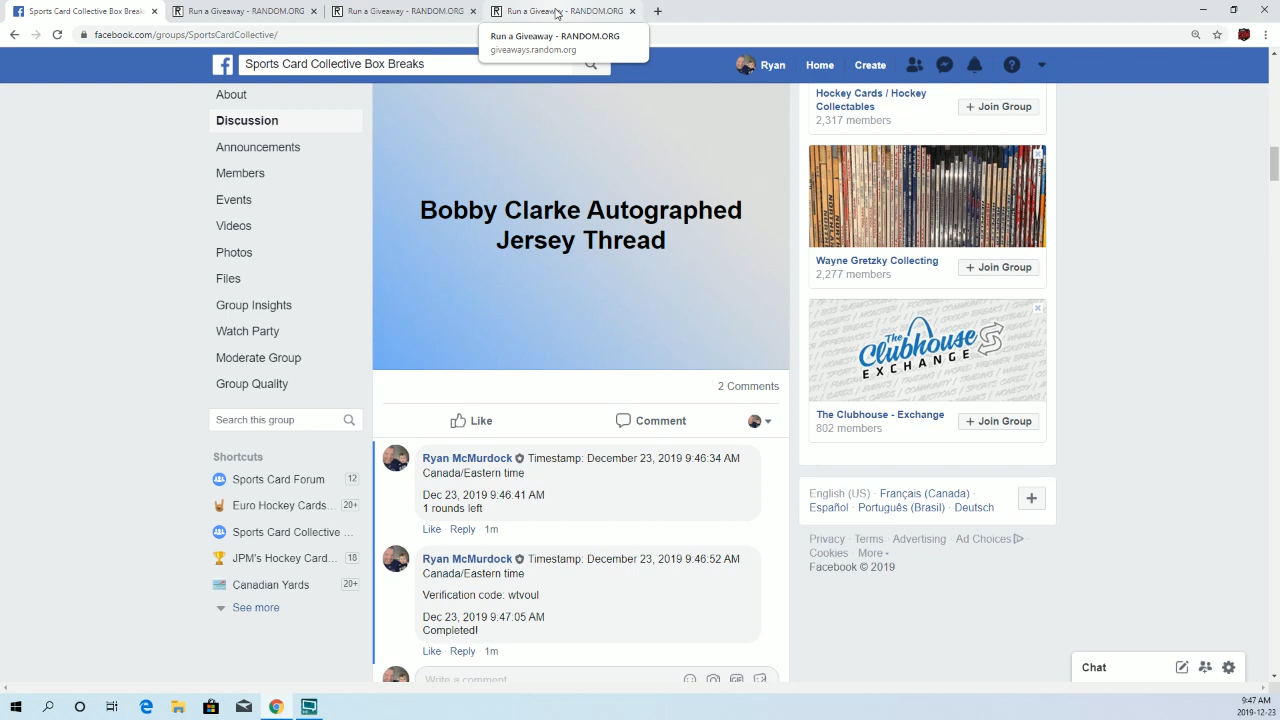 Sports Card Collective Box Break
Run a Giveaway - RANDOM.ORG
Run a Giveaway - RANDOM.ORG
Run a Giveaway - RANDOM.ORG
facebook.com/groups/SportsCardCollective/
Run a Giveaway - RANDOM.ORG
giveaways.random.org
Sports Card Collective Box Breaks
Ryan
Home
Create
About
Discussion
Announcements
Members
Events
Videos
Photos
Files
Group Insights
Watch Party
Moderate Group
Group Quality
Search this group
Shortcuts
Sports Card Forum 12
Euro Hockey Cards... 20+
Sports Card Collective ...
JPM's Hockey Card... 18
Canadian Yards 20+
See more
Bobby Clarke Autographed
Jersey Thread
2 Comments
Like
Comment
Ryan McMurdock Timestamp: December 23, 2019 9:46:34 AM
Canada/Eastern time
Dec 23, 2019 9:46:41 AM
1 rounds left
Like · Reply · 1m
Ryan McMurdock Timestamp: December 23, 2019 9:46:52 AM
Canada/Eastern time
Verification code: wtvoul
Dec 23, 2019 9:47:05 AM
Completed!
Like · Reply · 1m
Write a comment...
Hockey Cards / Hockey
Collectables
2,317 members
+ Join Group
Wayne Gretzky Collecting
2,277 members
+ Join Group
The
Clubhouse
EXCHANGE
The Clubhouse - Exchange
802 members
+ Join Group
English (US) · Français (Canada) ·
Español · Português (Brasil) · Deutsch
Privacy · Terms · Advertising · Ad Choices ·
Cookies · More
Facebook © 2019
Chat
9:47 AM
2019-12-23